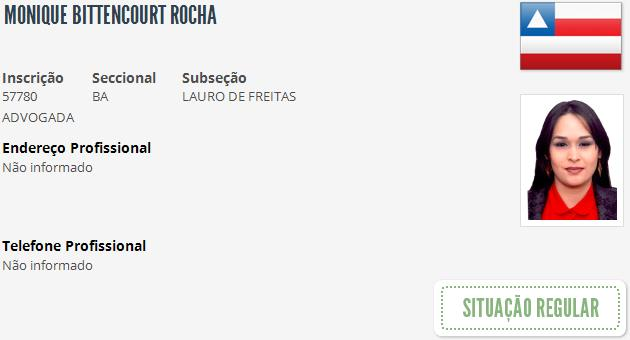 MONIQUE BITTENCOURT ROCHA
Inscrição Seccional Subseção
57780 BA LAURO DE FREITAS
ADVOGADA
Endereço Profissional
Não informado
Telefone Profissional
Não informado
SITUAÇÃO REGULAR